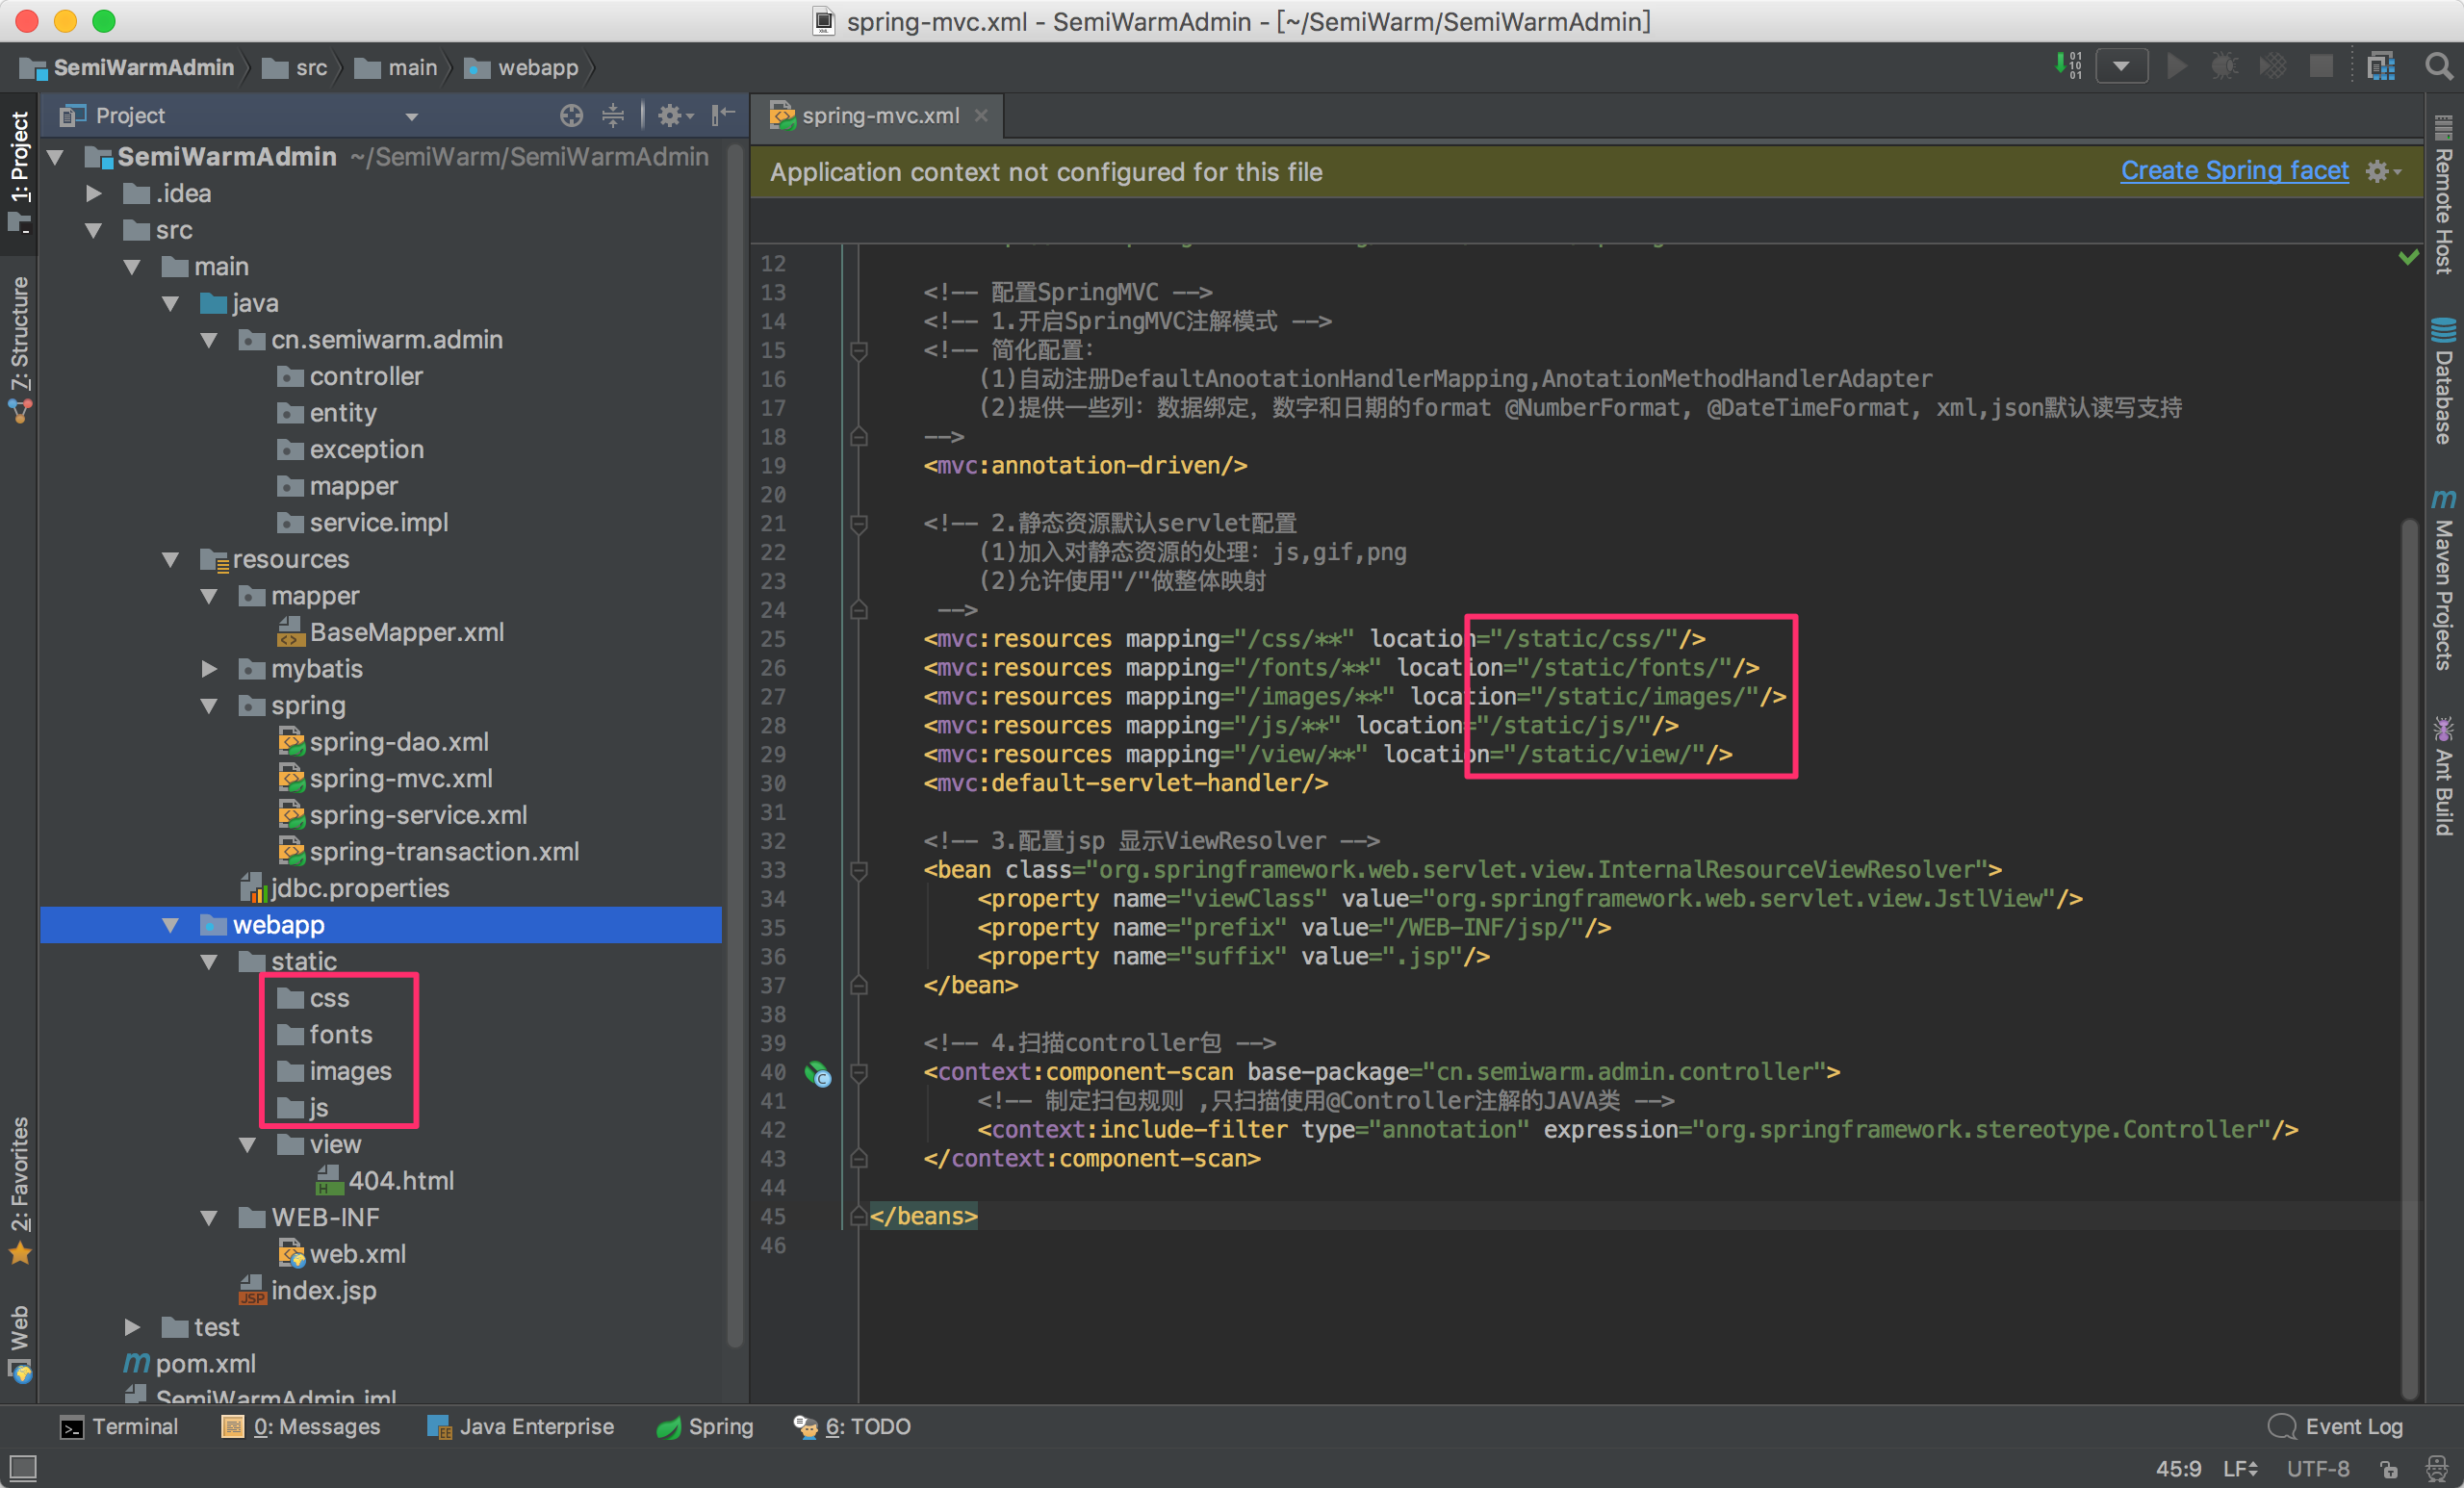 spring-mvc.xml - SemiWarmAdmin - [~/SemiWarm/SemiWarmAdmin]
SemiWarmAdmin src main webapp
Project
spring-mvc.xml
1: Project
7: Structure
2: Favorites
Web
SemiWarmAdmin ~/SemiWarm/SemiWarmAdmin
.idea
src
main
java
cn.semiwarm.admin
controller
entity
exception
mapper
service.impl
resources
mapper
BaseMapper.xml
mybatis
spring
spring-dao.xml
spring-mvc.xml
spring-service.xml
spring-transaction.xml
jdbc.properties
webapp
static
css
fonts
images
js
view
404.html
WEB-INF
web.xml
index.jsp
test
pom.xml
SemiWarmAdmin.iml
Application context not configured for this file Create Spring facet
12
13 <!-- 配置SpringMVC -->
14 <!-- 1.开启SpringMVC注解模式 -->
15 <!-- 简化配置：
16 (1)自动注册DefaultAnootationHandlerMapping,AnotationMethodHandlerAdapter
17 (2)提供一些列：数据绑定，数字和日期的format @NumberFormat, @DateTimeFormat, xml,json默认读写支持
18 -->
19 <mvc:annotation-driven/>
20
21 <!-- 2.静态资源默认servlet配置
22 (1)加入对静态资源的处理：js,gif,png
23 (2)允许使用"/"做整体映射
24 -->
25 <mvc:resources mapping="/css/**" location="/static/css/"/>
26 <mvc:resources mapping="/fonts/**" location="/static/fonts/"/>
27 <mvc:resources mapping="/images/**" location="/static/images/"/>
28 <mvc:resources mapping="/js/**" location="/static/js/"/>
29 <mvc:resources mapping="/view/**" location="/static/view/"/>
30 <mvc:default-servlet-handler/>
31
32 <!-- 3.配置jsp 显示ViewResolver -->
33 <bean class="org.springframework.web.servlet.view.InternalResourceViewResolver">
34 <property name="viewClass" value="org.springframework.web.servlet.view.JstlView"/>
35 <property name="prefix" value="/WEB-INF/jsp/"/>
36 <property name="suffix" value=".jsp"/>
37 </bean>
38
39 <!-- 4.扫描controller包 -->
40 <context:component-scan base-package="cn.semiwarm.admin.controller">
41 <!-- 制定扫包规则 ,只扫描使用@Controller注解的JAVA类 -->
42 <context:include-filter type="annotation" expression="org.springframework.stereotype.Controller"/>
43 </context:component-scan>
44
45 </beans>
46
Remote Host
Database
Maven Projects
Ant Build
Terminal 0: Messages Java Enterprise Spring 6: TODO Event Log
45:9 LF UTF-8